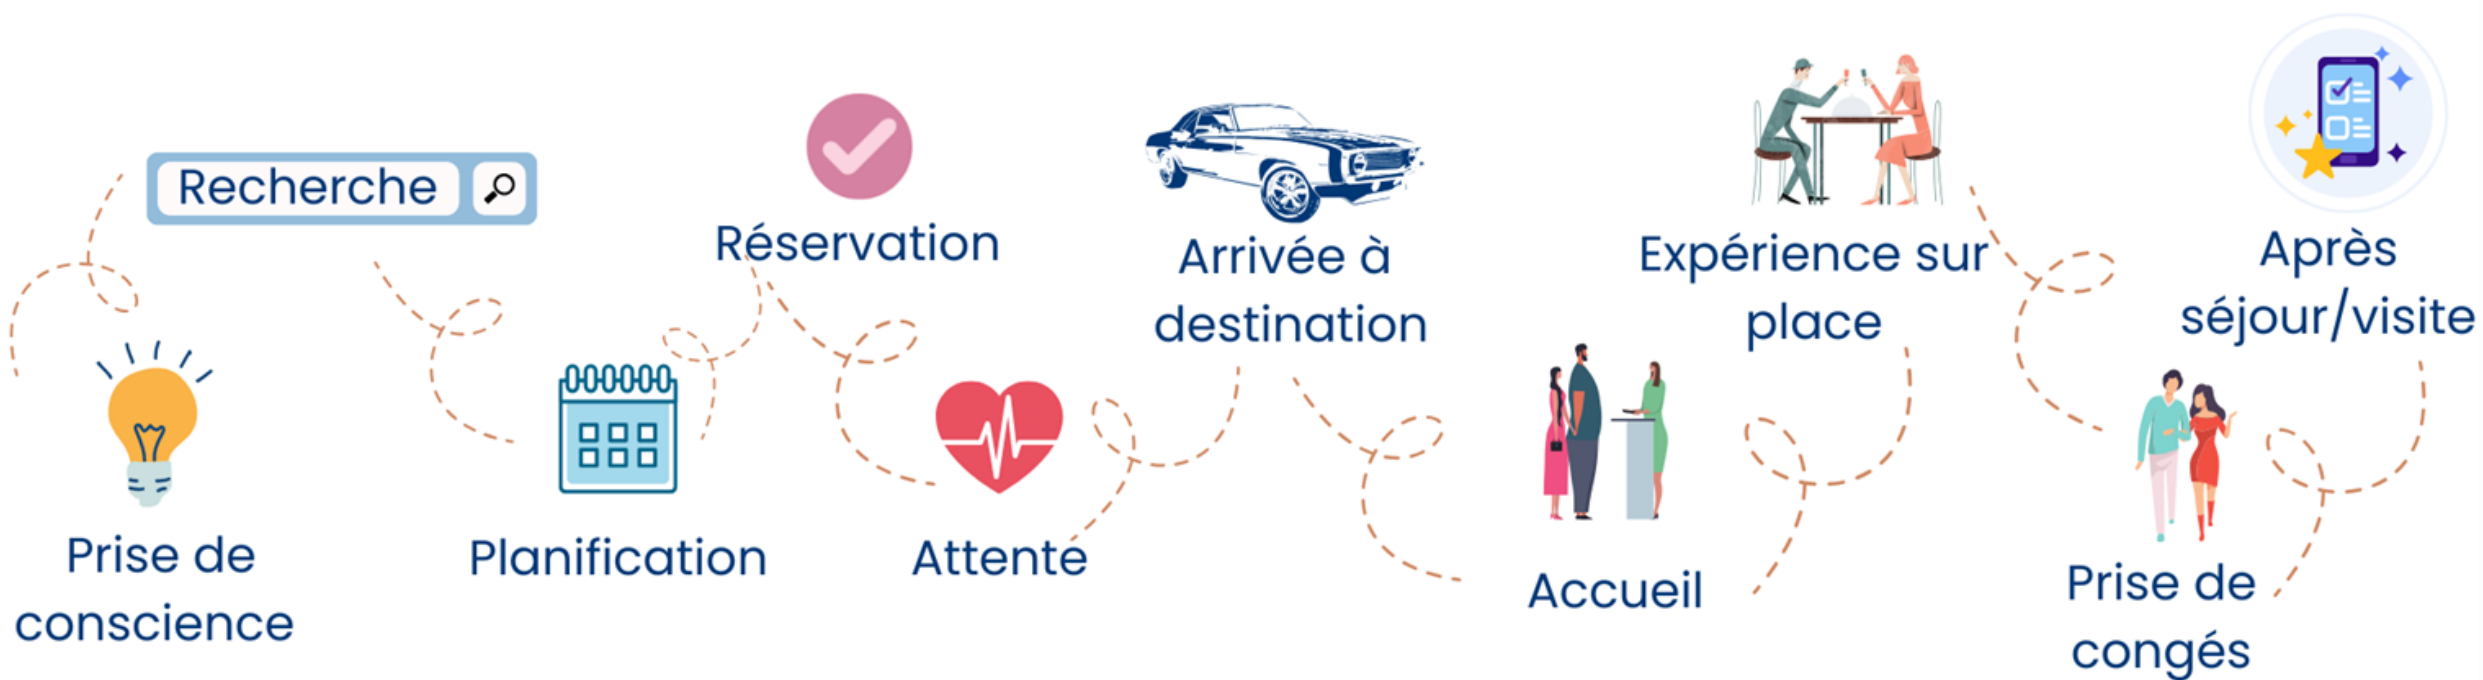 Prise de
conscience
Recherche
Planification
Réservation
Attente
Arrivée à
destination
Accueil
Expérience sur
place
Prise de
congés
Après
séjour/visite